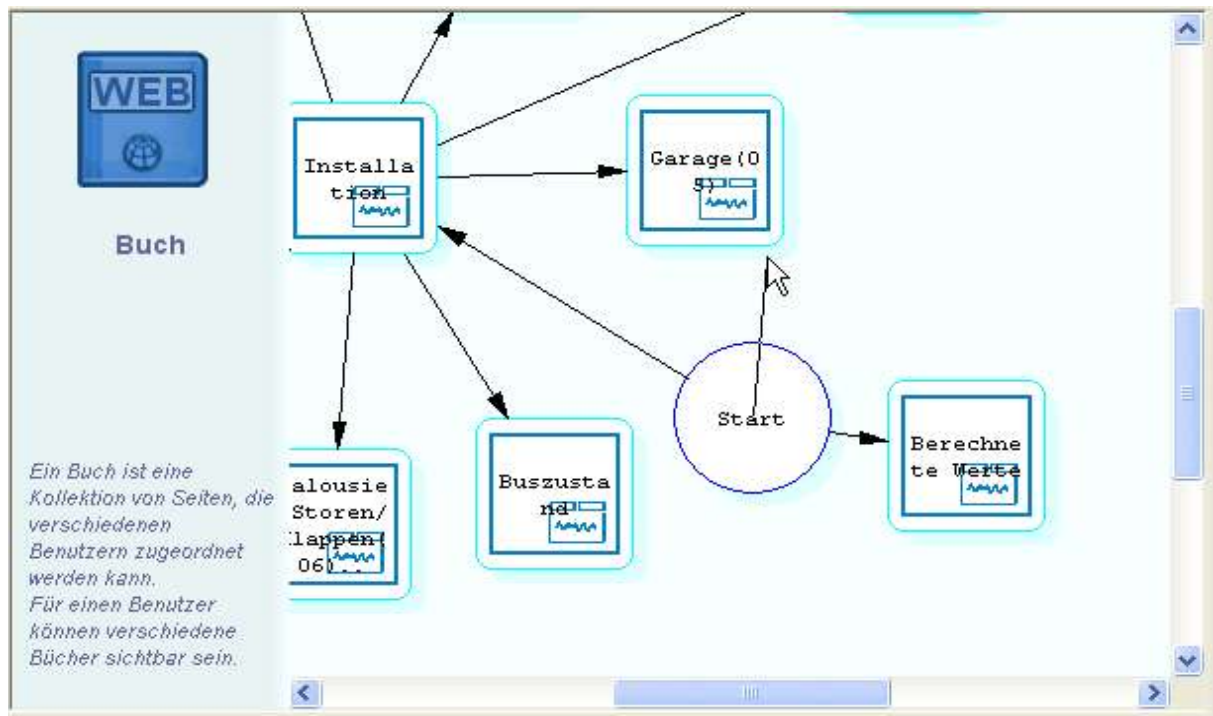 WEB
Buch
Ein Buch ist eine
Kollektion von Seiten, die
verschiedenen
Benutzern zugeordnet
werden kann.
Für einen Benutzer
können verschiedene
Bücher sichtbar sein.
Installa
tion
Garage(0
5)
Start
Berechne
te Werte
Buszusta
nd
alousie
Storen/
lappen(
06)..